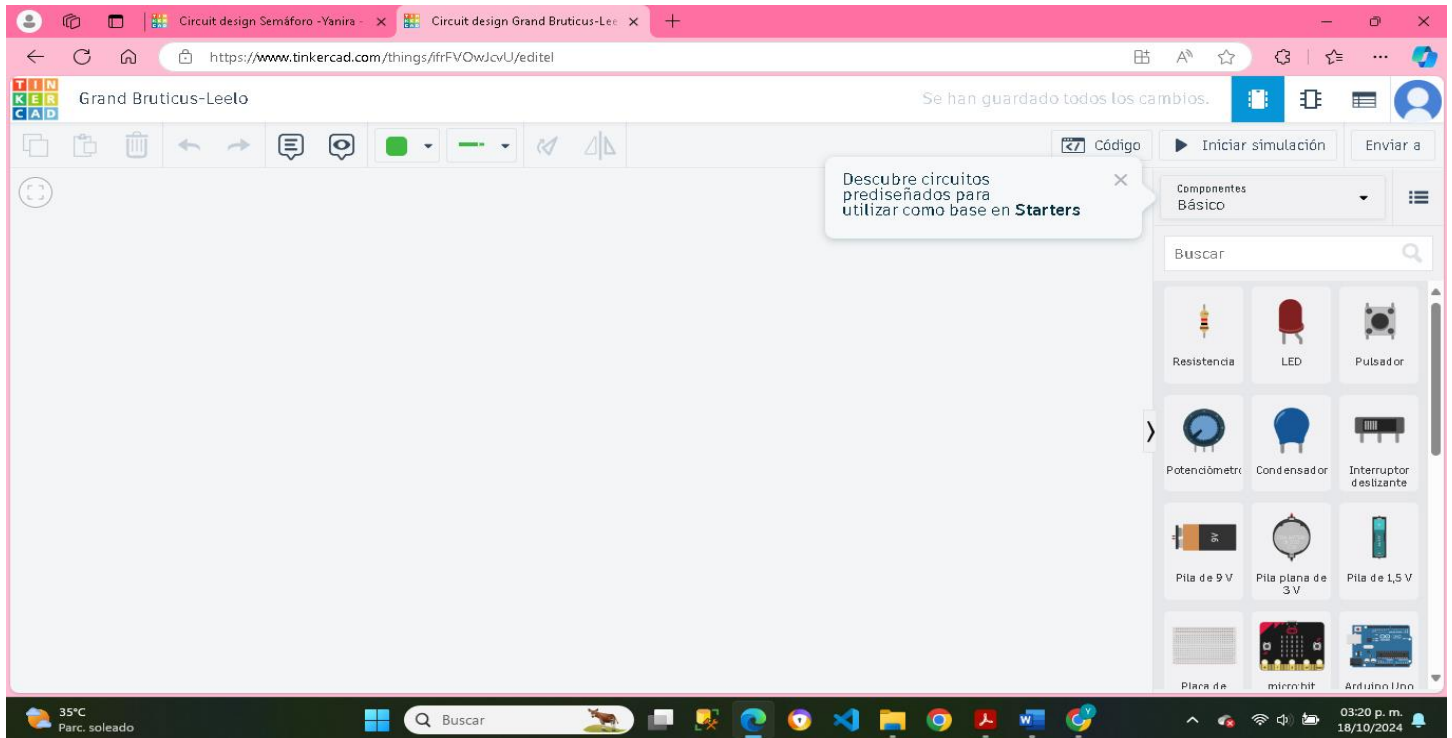 Circuit design Semáforo -Yanira -
Circuit design Grand Bruticus-Lee
https://www.tinkercad.com/things/ifrFVOwJcvU/editel
TIN
KER
CAD
Grand Bruticus-Leelo
Se han guardado todos los cambios.
Código
Iniciar simulación
Enviar a
Descubre circuitos
prediseñados para
utilizar como base en Starters
Componentes
Básico
Buscar
Resistencia
LED
Pulsador
Potenciómetro
Condensador
Interruptor
deslizante
9V
Pila de 9 V
Pila plana de
3 V
Pila de 1,5 V
Placa de
micro:bit
Arduino Uno
35°C
Parc. soleado
Buscar
03:20 p. m.
18/10/2024